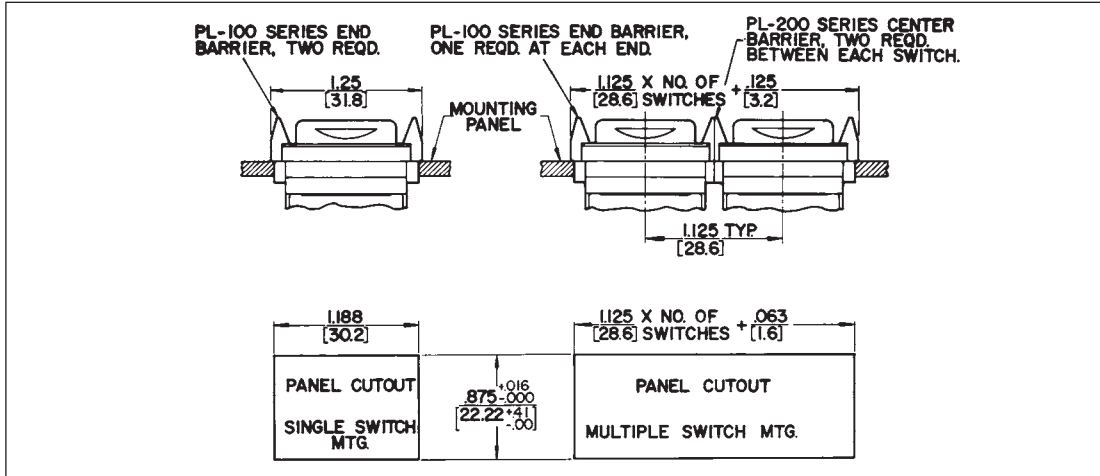 PL-100 SERIES END
BARRIER, TWO REQD.
1.25
[31.8]
MOUNTING
PANEL
PL-100 SERIES END BARRIER,
ONE REQD. AT EACH END.
PL-200 SERIES CENTER
BARRIER, TWO REQD.
BETWEEN EACH SWITCH.
1.125 X NO. OF + .125
[28.6] SWITCHES [3.2]
1.125 TYP.
[28.6]
1.188
[30.2]
PANEL CUTOUT
SINGLE SWITCH
MTG.
.875 +.016 -.000
[22.22 +.41 -.00]
1.125 X NO. OF + .063
[28.6] SWITCHES [1.6]
PANEL CUTOUT
MULTIPLE SWITCH MTG.